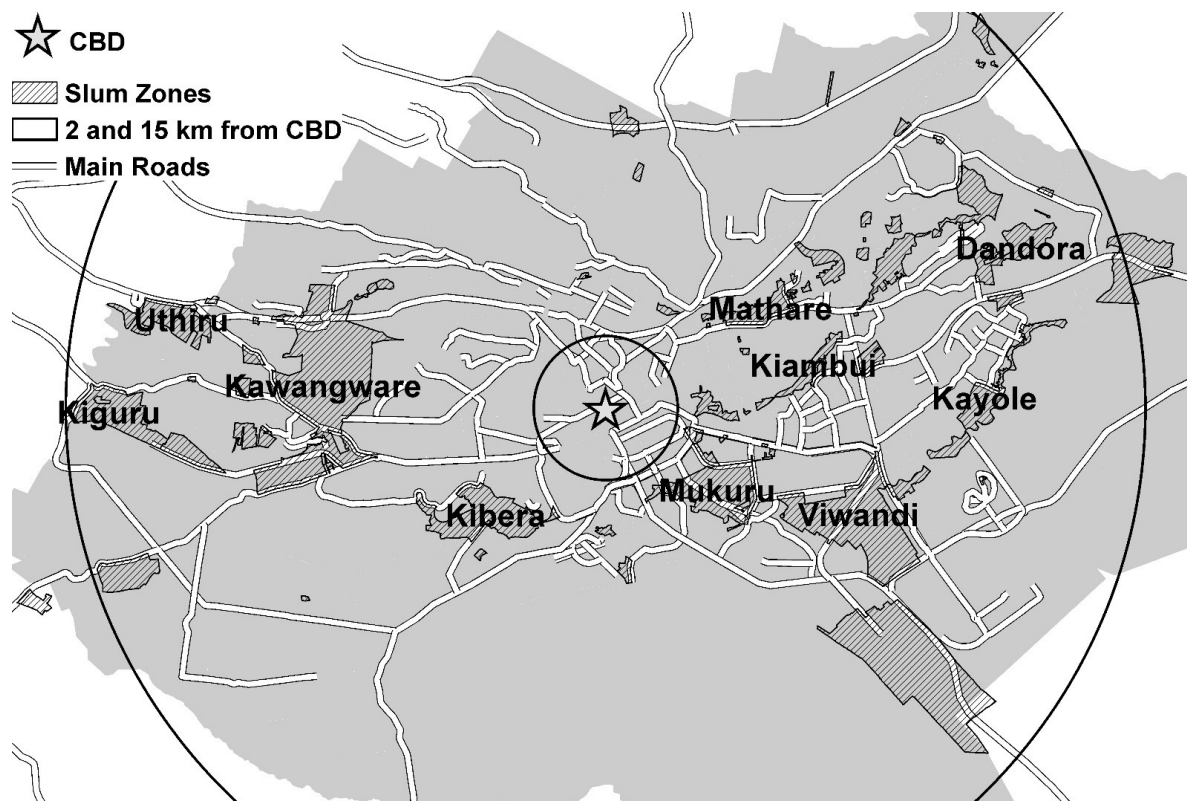 CBD
Slum Zones
2 and 15 km from CBD
Main Roads
Dandora
Mathare
Uthiru
Kiambui
Kawangware
Kayole
Kiguru
Mukuru
Kibera
Viwandi